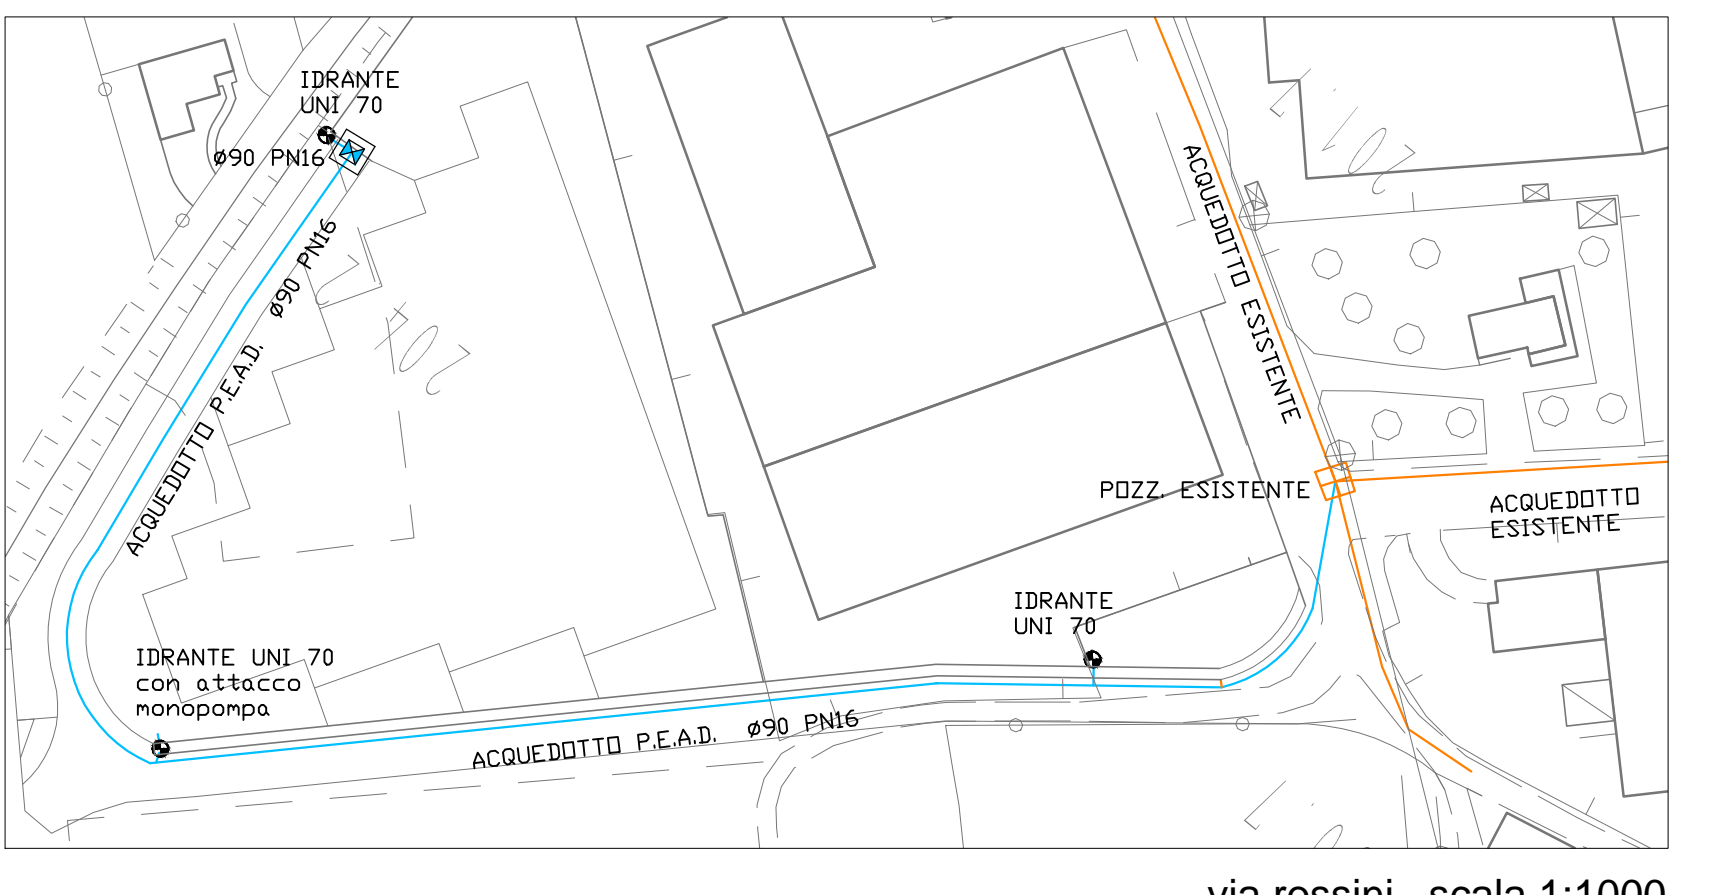 IDRANTE
UNI 70
ø90 PN16
ø90 PN16
ACQUEDOTTO P.E.A.D.
ACQUEDOTTO ESISTENTE
POZZ. ESISTENTE
ACQUEDOTTO
ESISTENTE
IDRANTE
UNI 70
IDRANTE UNI 70
con attacco
monopompa
ACQUEDOTTO P.E.A.D.
ø90 PN16
via rossini scala 1:1000